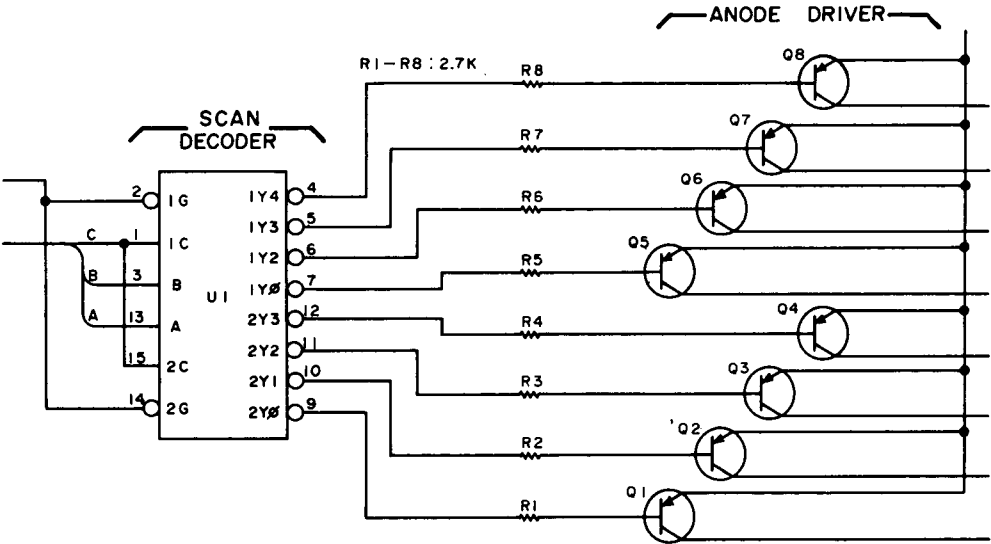 ANODE DRIVER
Q8
R1-R8 : 2.7K
R8
SCAN
DECODER
Q7
R7
Q6
2 1G 1Y4 4
R6
1Y3 5
C 1 1C
Q5
1Y2 6
R5
B 3 B
U1
1YØ 7
Q4
A 13 A
2Y3 12
R4
2Y2 11
15 2C
Q3
2Y1 10
R3
14 2G 2YØ 9
'Q2
R2
Q1
R1